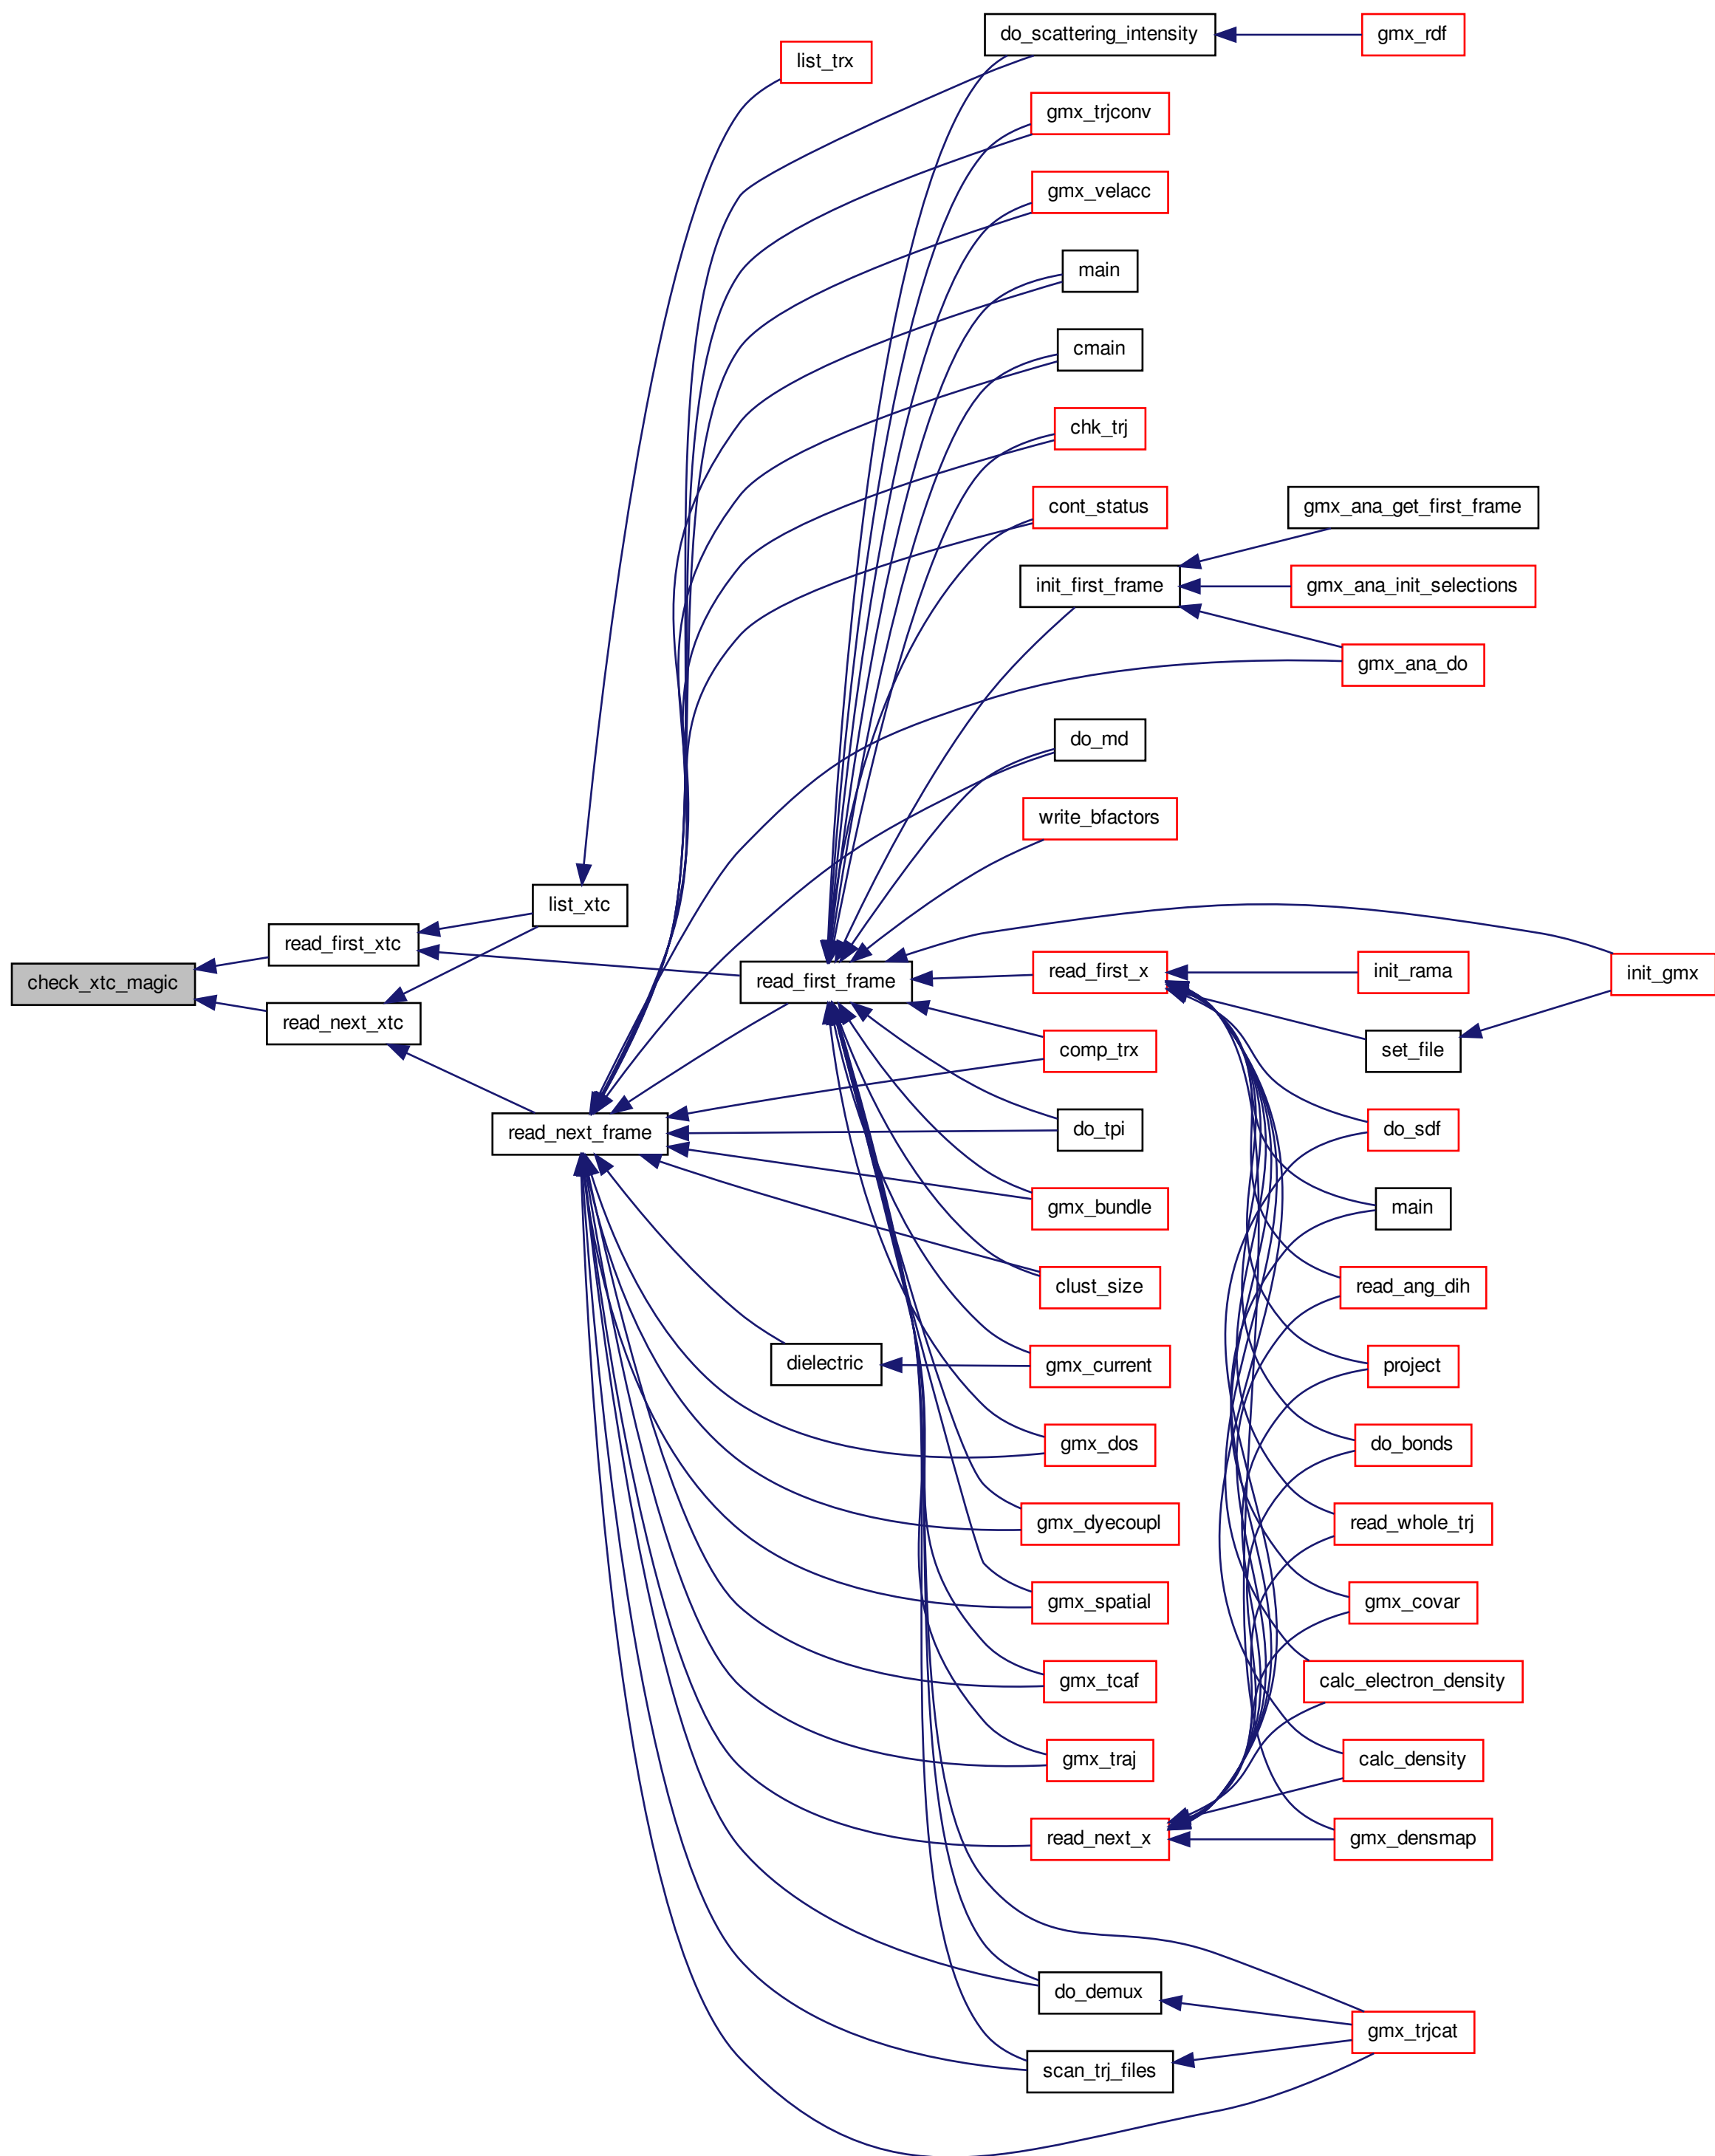 do_scattering_intensity
gmx_rdf
list_trx
gmx_trjconv
gmx_velacc
main
cmain
chk_trj
cont_status
gmx_ana_get_first_frame
init_first_frame
gmx_ana_init_selections
gmx_ana_do
do_md
write_bfactors
list_xtc
read_first_xtc
check_xtc_magic
read_next_xtc
read_first_frame
read_first_x
init_rama
init_gmx
set_file
comp_trx
read_next_frame
do_tpi
do_sdf
gmx_bundle
main
clust_size
read_ang_dih
dielectric
gmx_current
project
gmx_dos
do_bonds
gmx_dyecoupl
read_whole_trj
gmx_spatial
gmx_covar
gmx_tcaf
calc_electron_density
gmx_traj
calc_density
read_next_x
gmx_densmap
do_demux
gmx_trjcat
scan_trj_files